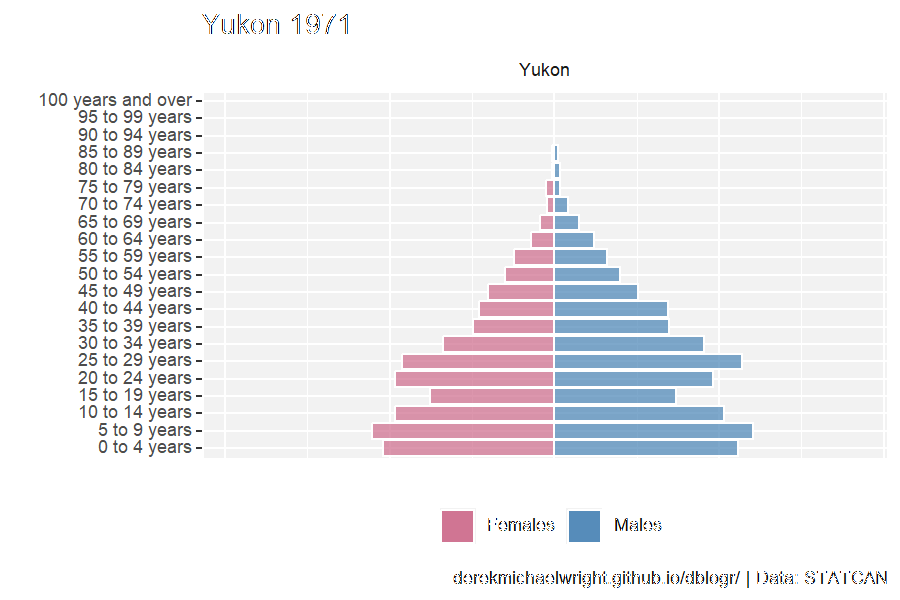 Yukon 1971
Yukon
100 years and over
95 to 99 years
90 to 94 years
85 to 89 years
80 to 84 years
75 to 79 years
70 to 74 years
65 to 69 years
60 to 64 years
55 to 59 years
50 to 54 years
45 to 49 years
40 to 44 years
35 to 39 years
30 to 34 years
25 to 29 years
20 to 24 years
15 to 19 years
10 to 14 years
5 to 9 years
0 to 4 years
Females Males
derekmichaelwright.github.io/dblogr/ | Data: STATCAN